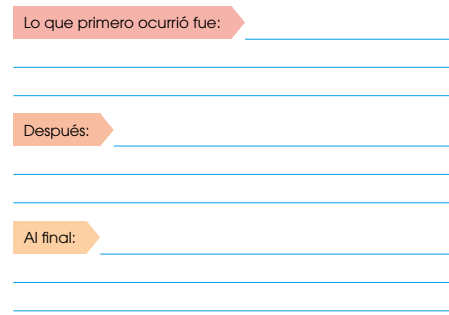 Lo que primero ocurrió fue:
Después:
Al final: